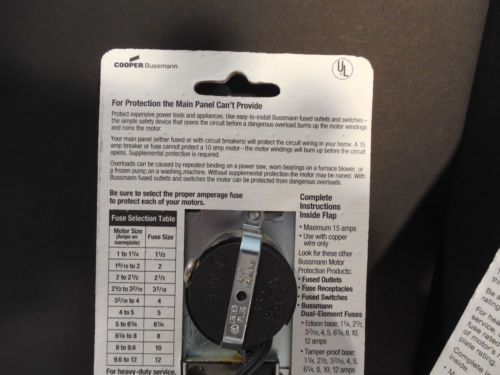 COOPER Bussmann
UL
For Protection the Main Panel Can't Provide
Protect expensive power tools and appliances. Use easy-to-install Bussmann fused outlets and switches–
the simple safety device that opens the circuit before a dangerous overload burns up the motor windings
and ruins the motor.
Your main panel (either fused or with circuit breakers) will protect the circuit wiring in your home. A 15
amp breaker or fuse cannot protect a 10 amp motor– the motor windings will burn up before the circuit
opens. Supplemental protection is required.
Overloads can be caused by repeated binding on a power saw, worn bearings on a furnace blower, or
a frozen pump on a washing machine. Without supplemental protection the motor may be ruined. With
Bussmann fused outlets and switches the motor can be protected from dangerous overloads.
Be sure to select the proper amperage fuse
to protect each of your motors.
Fuse Selection Table
Motor Size
(Amps on
nameplate)
Fuse Size
1 to 1¼ 1½
1⁶/₁₀ to 2 2
2 to 2½ 2½
2½ to 3²/₁₀ 3²/₁₀
3²/₁₀ to 4 4
4 to 5 5
5 to 6¼ 6¼
6¼ to 8 8
8 to 9.6 10
9.6 to 12 12
For heavy-duty service,
Complete
Instructions
Inside Flap
• Maximum 15 amps
• Use with copper
wire only
Look for these other
Bussmann Motor
Protection Products:
• Fused Outlets
• Fuse Receptacles
• Fused Switches
• Bussmann
Dual-Element Fuses
• Edison base: 1¼, 2½,
3²/₁₀, 4, 5, 6¼, 8, 10,
12 amps
• Tamper-proof base:
1¼, 2½, 3²/₁₀, 4, 5,
6¼, 8, 10, 12 amps